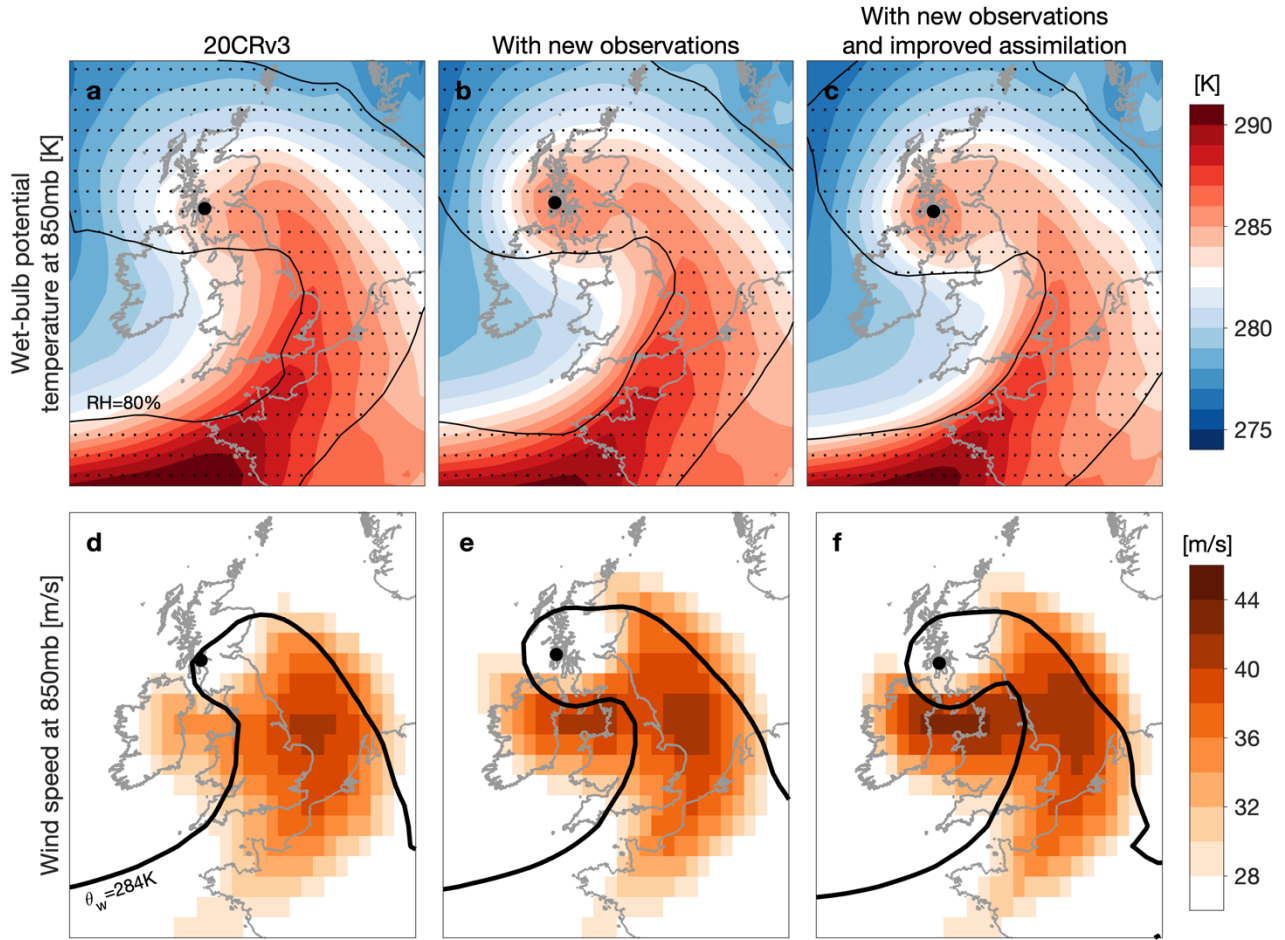 20CRv3
With new observations
With new observations
and improved assimilation
Wet-bulb potential
temperature at 850mb [K]
a
b
c
[K]
290
285
280
275
RH=80%
Wind speed at 850mb [m/s]
d
e
f
[m/s]
44
40
36
32
28
θw=284K